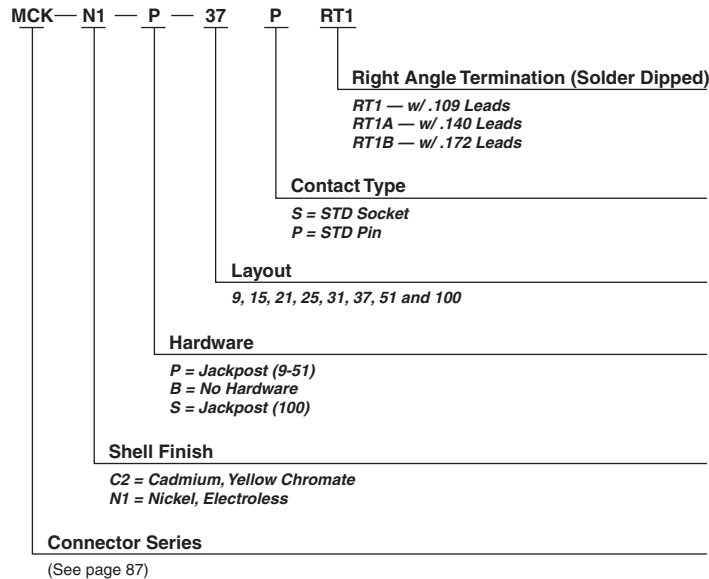 MCK— N1 — P — 37 P RT1
Right Angle Termination (Solder Dipped)
RT1 — w/ .109 Leads
RT1A — w/ .140 Leads
RT1B — w/ .172 Leads
Contact Type
S = STD Socket
P = STD Pin
Layout
9, 15, 21, 25, 31, 37, 51 and 100
Hardware
P = Jackpost (9-51)
B = No Hardware
S = Jackpost (100)
Shell Finish
C2 = Cadmium, Yellow Chromate
N1 = Nickel, Electroless
Connector Series
(See page 87)